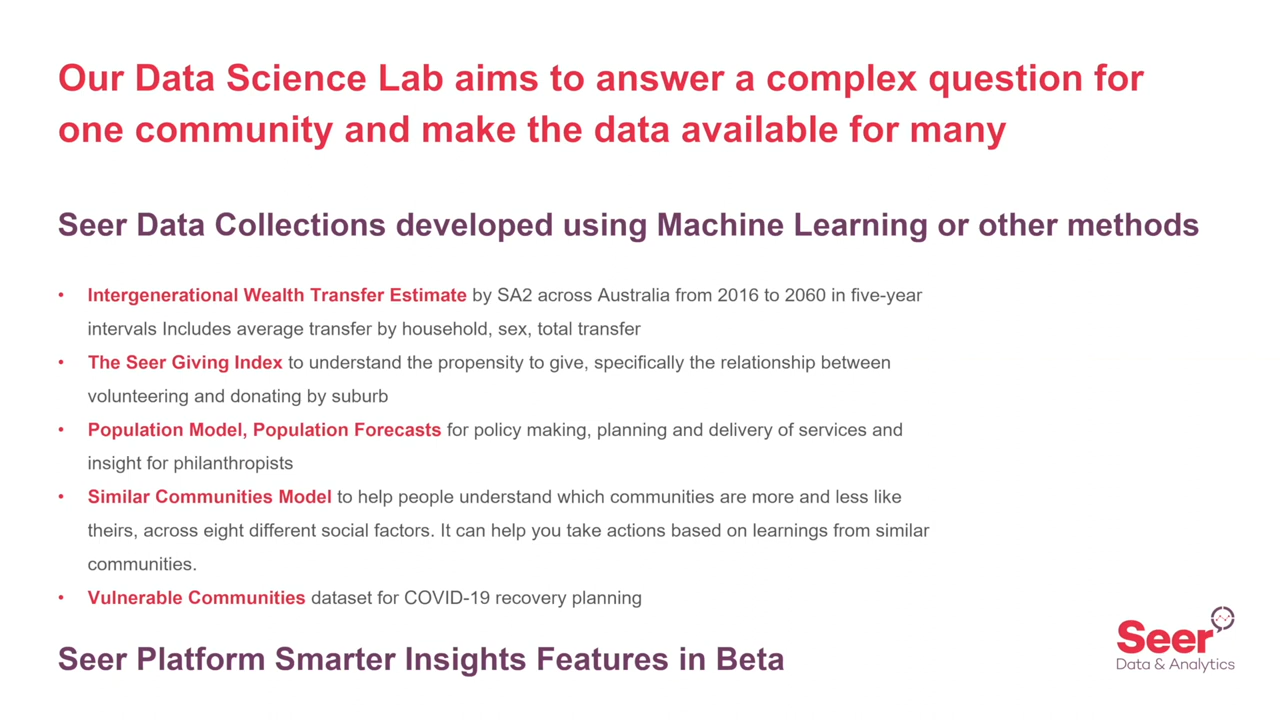 Our Data Science Lab aims to answer a complex question for
one community and make the data available for many
Seer Data Collections developed using Machine Learning or other methods
• Intergenerational Wealth Transfer Estimate by SA2 across Australia from 2016 to 2060 in five-year
intervals Includes average transfer by household, sex, total transfer
• The Seer Giving Index to understand the propensity to give, specifically the relationship between
volunteering and donating by suburb
• Population Model, Population Forecasts for policy making, planning and delivery of services and
insight for philanthropists
• Similar Communities Model to help people understand which communities are more and less like
theirs, across eight different social factors. It can help you take actions based on learnings from similar
communities.
• Vulnerable Communities dataset for COVID-19 recovery planning
Seer Platform Smarter Insights Features in Beta
Seer
Data & Analytics